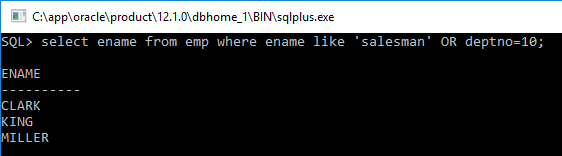 C:\app\oracle\product\12.1.0\dbhome_1\BIN\sqlplus.exe
SQL> select ename from emp where ename like 'salesman' OR deptno=10;
ENAME
----------
CLARK
KING
MILLER